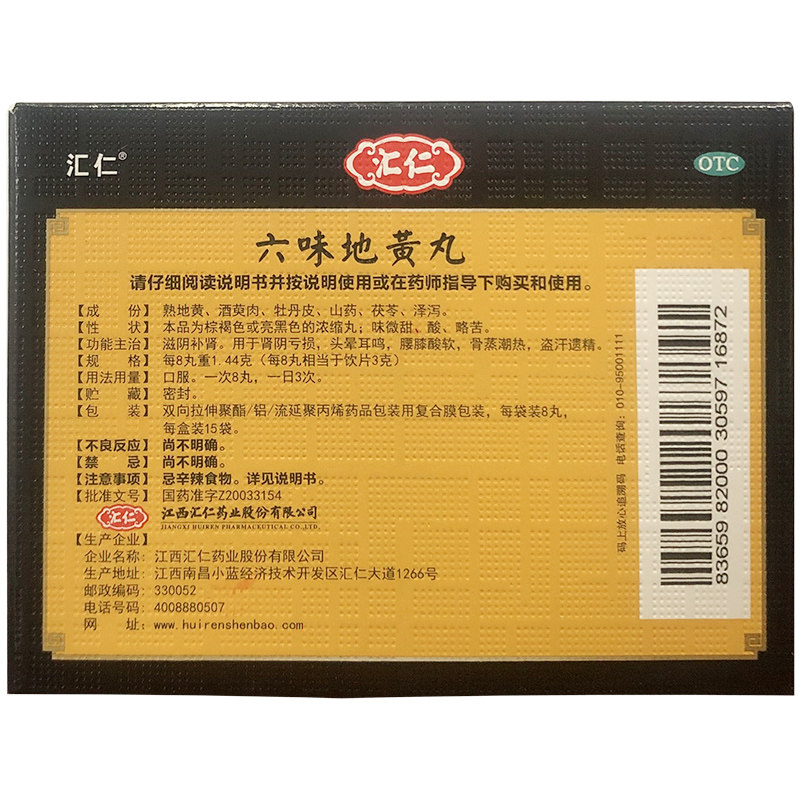 汇仁®
汇仁
OTC
六味地黄丸
请仔细阅读说明书并按说明使用或在药师指导下购买和使用。
【成　份】熟地黄、酒萸肉、牡丹皮、山药、茯苓、泽泻。
【性　状】本品为棕褐色或亮黑色的浓缩丸；味微甜、酸、略苦。
【功能主治】滋阴补肾。用于肾阴亏损，头晕耳鸣，腰膝酸软，骨蒸潮热，盗汗遗精。
【规　格】每8丸重1.44克（每8丸相当于饮片3克）
【用法用量】口服。一次8丸，一日3次。
【贮　藏】密封。
【包　装】双向拉伸聚酯/铝/流延聚丙烯药品包装用复合膜包装，每袋装8丸，
每盒装15袋。
【不良反应】尚不明确。
【禁　忌】尚不明确。
【注意事项】忌辛辣食物。详见说明书。
【批准文号】国药准字Z20033154
汇仁 江西汇仁药业股份有限公司
JIANGXI HUIREN PHARMACEUTICAL CO.,LTD.
【生产企业】
企业名称：江西汇仁药业股份有限公司
生产地址：江西南昌小蓝经济技术开发区汇仁大道1266号
邮政编码：330052
电话号码：4008880507
网　址：www.huirenshenbao.com
码上放心追溯码 电话查询：010-95001111
83659 82000 30597 16872